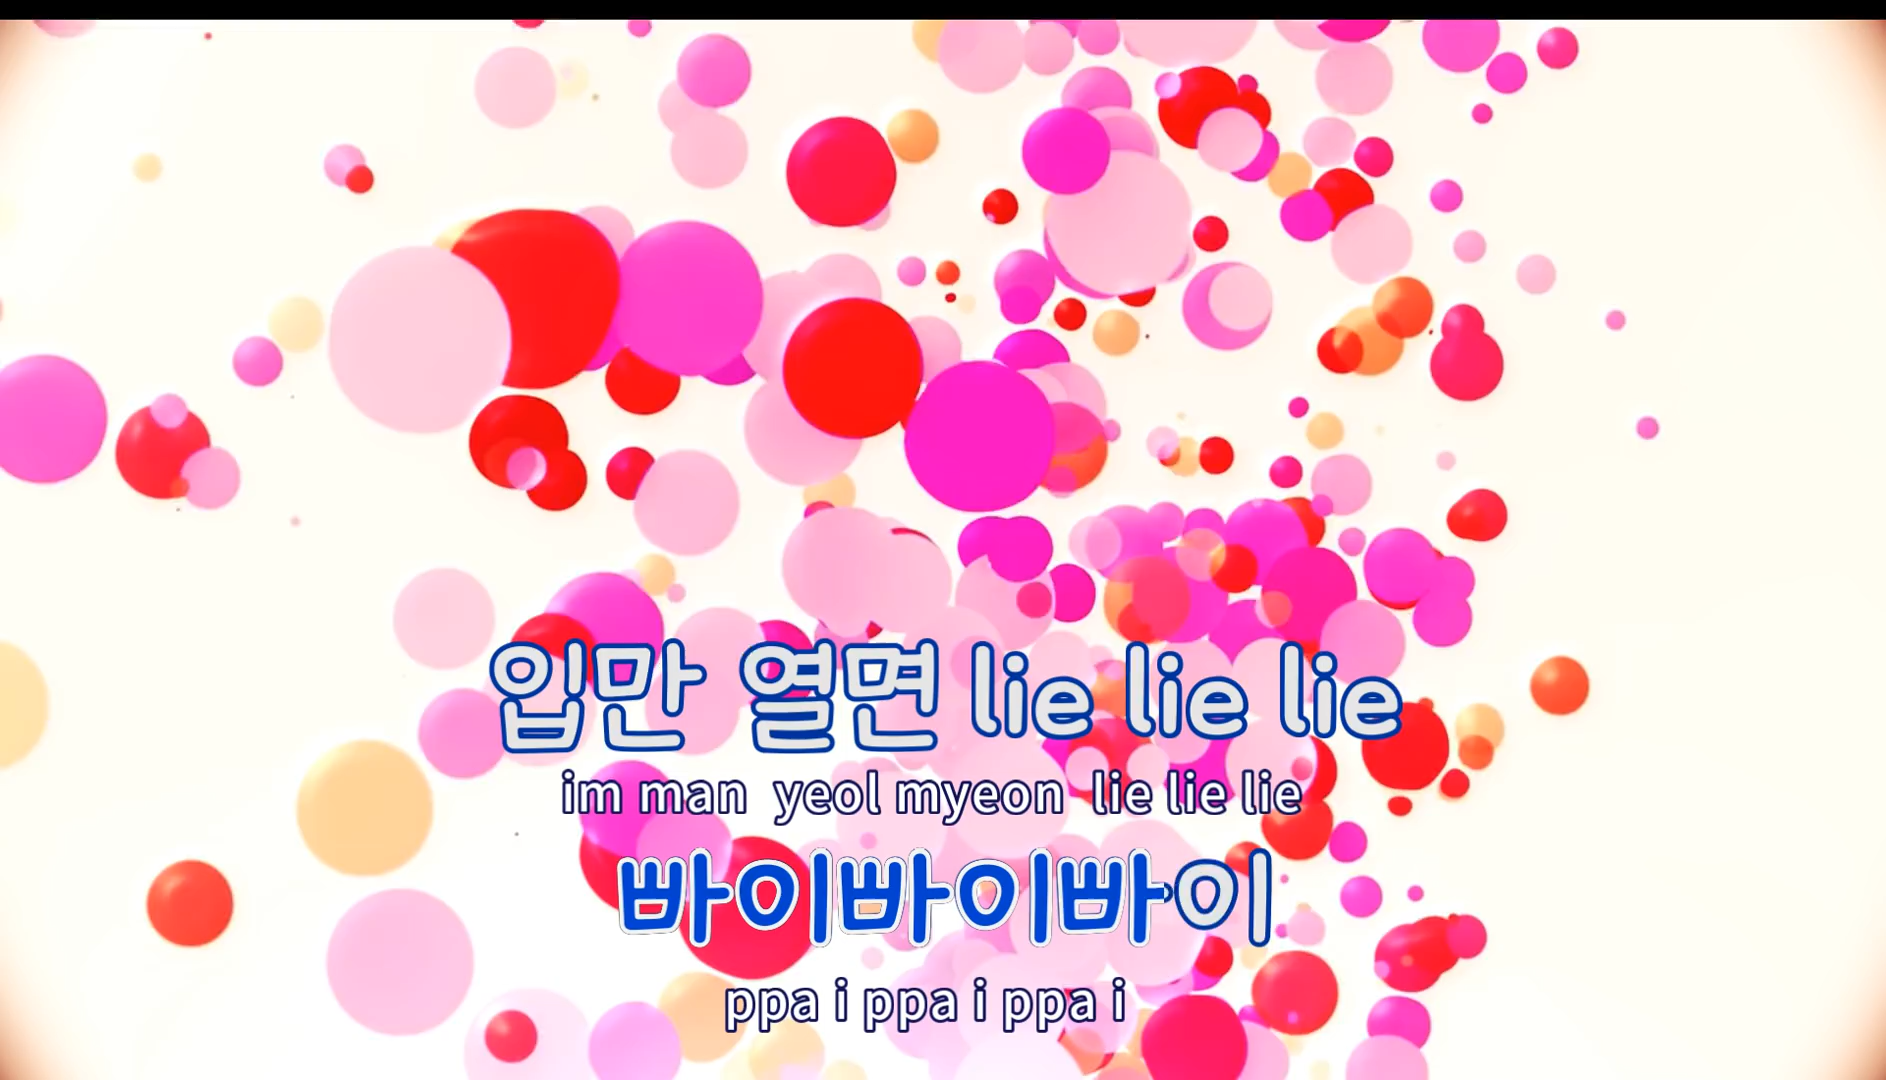 입만 열면 lie lie lie
im man yeol myeon lie lie lie
빠이빠이빠이
ppa i ppa i ppa i